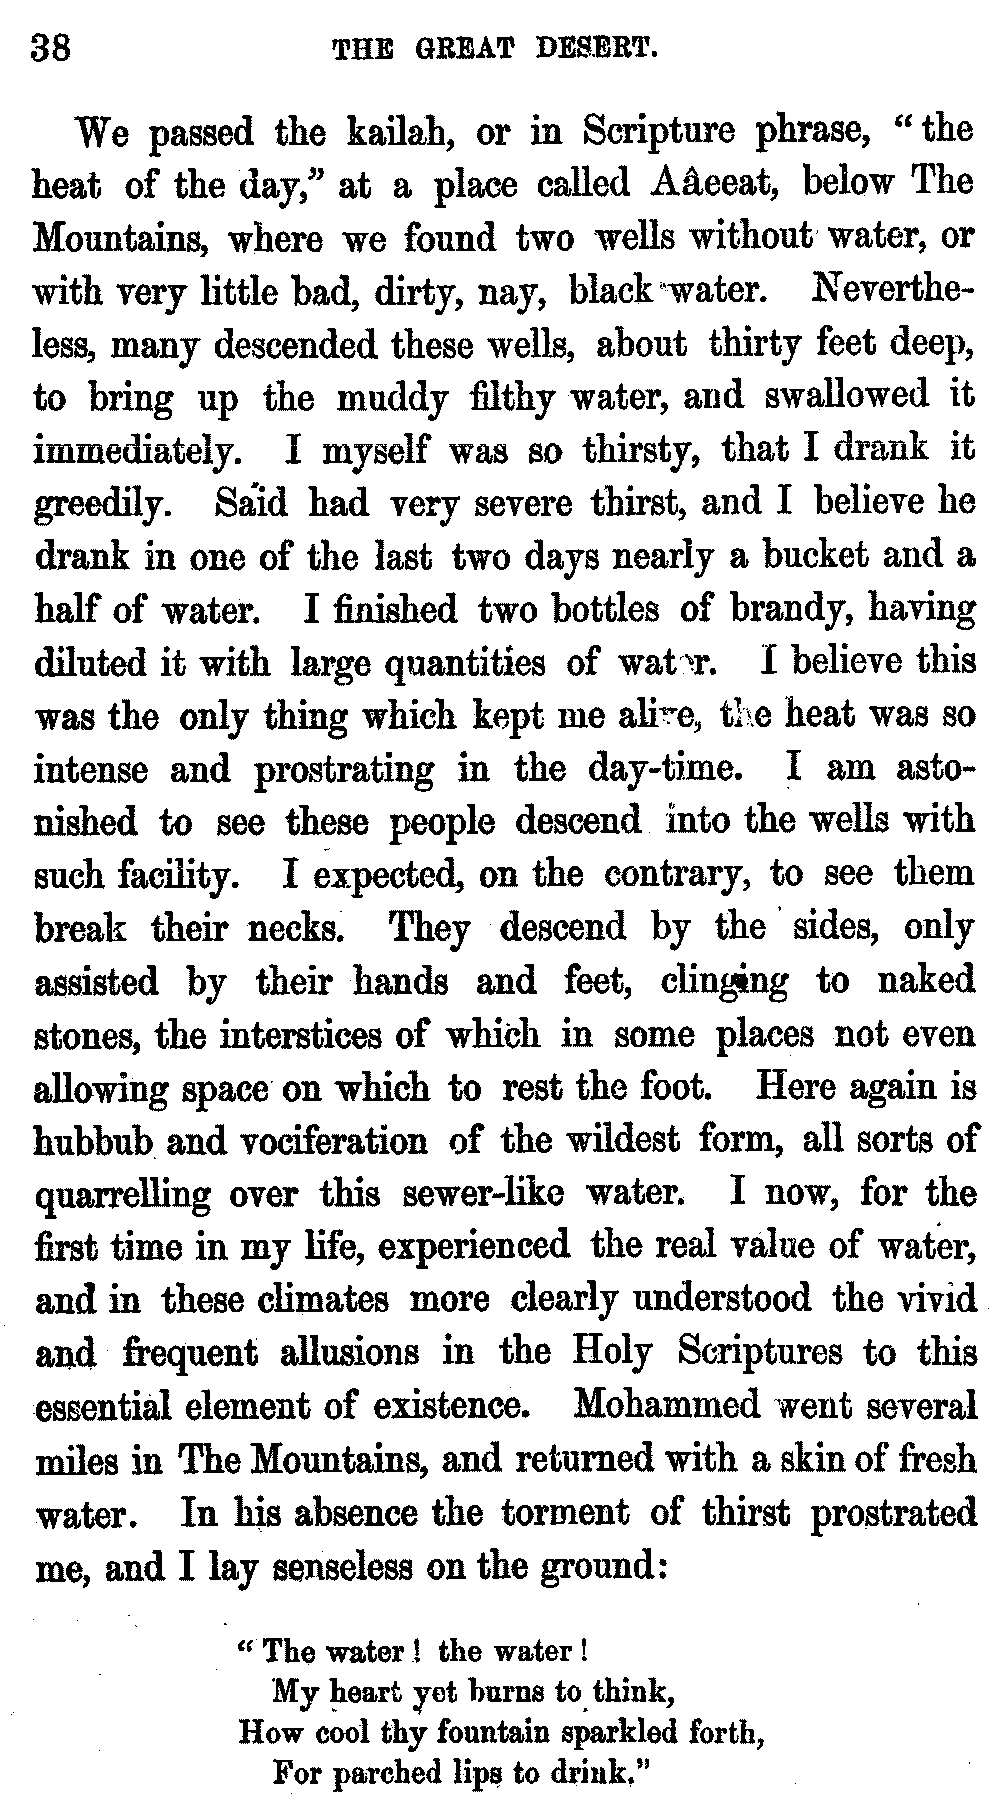 38 THE GREAT DESERT.
We passed the kailah, or in Scripture phrase, “the
heat of the day,” at a place called Aâeeat, below The
Mountains, where we found two wells without water, or
with very little bad, dirty, nay, black water. Neverthe-
less, many descended these wells, about thirty feet deep,
to bring up the muddy filthy water, and swallowed it
immediately. I myself was so thirsty, that I drank it
greedily. Saïd had very severe thirst, and I believe he
drank in one of the last two days nearly a bucket and a
half of water. I finished two bottles of brandy, having
diluted it with large quantities of water. I believe this
was the only thing which kept me alive, the heat was so
intense and prostrating in the day-time. I am asto-
nished to see these people descend into the wells with
such facility. I expected, on the contrary, to see them
break their necks. They descend by the sides, only
assisted by their hands and feet, clinging to naked
stones, the interstices of which in some places not even
allowing space on which to rest the foot. Here again is
hubbub and vociferation of the wildest form, all sorts of
quarrelling over this sewer-like water. I now, for the
first time in my life, experienced the real value of water,
and in these climates more clearly understood the vivid
and frequent allusions in the Holy Scriptures to this
essential element of existence. Mohammed went several
miles in The Mountains, and returned with a skin of fresh
water. In his absence the torment of thirst prostrated
me, and I lay senseless on the ground:
“The water! the water!
My heart yet burns to think,
How cool thy fountain sparkled forth,
For parched lips to drink.”